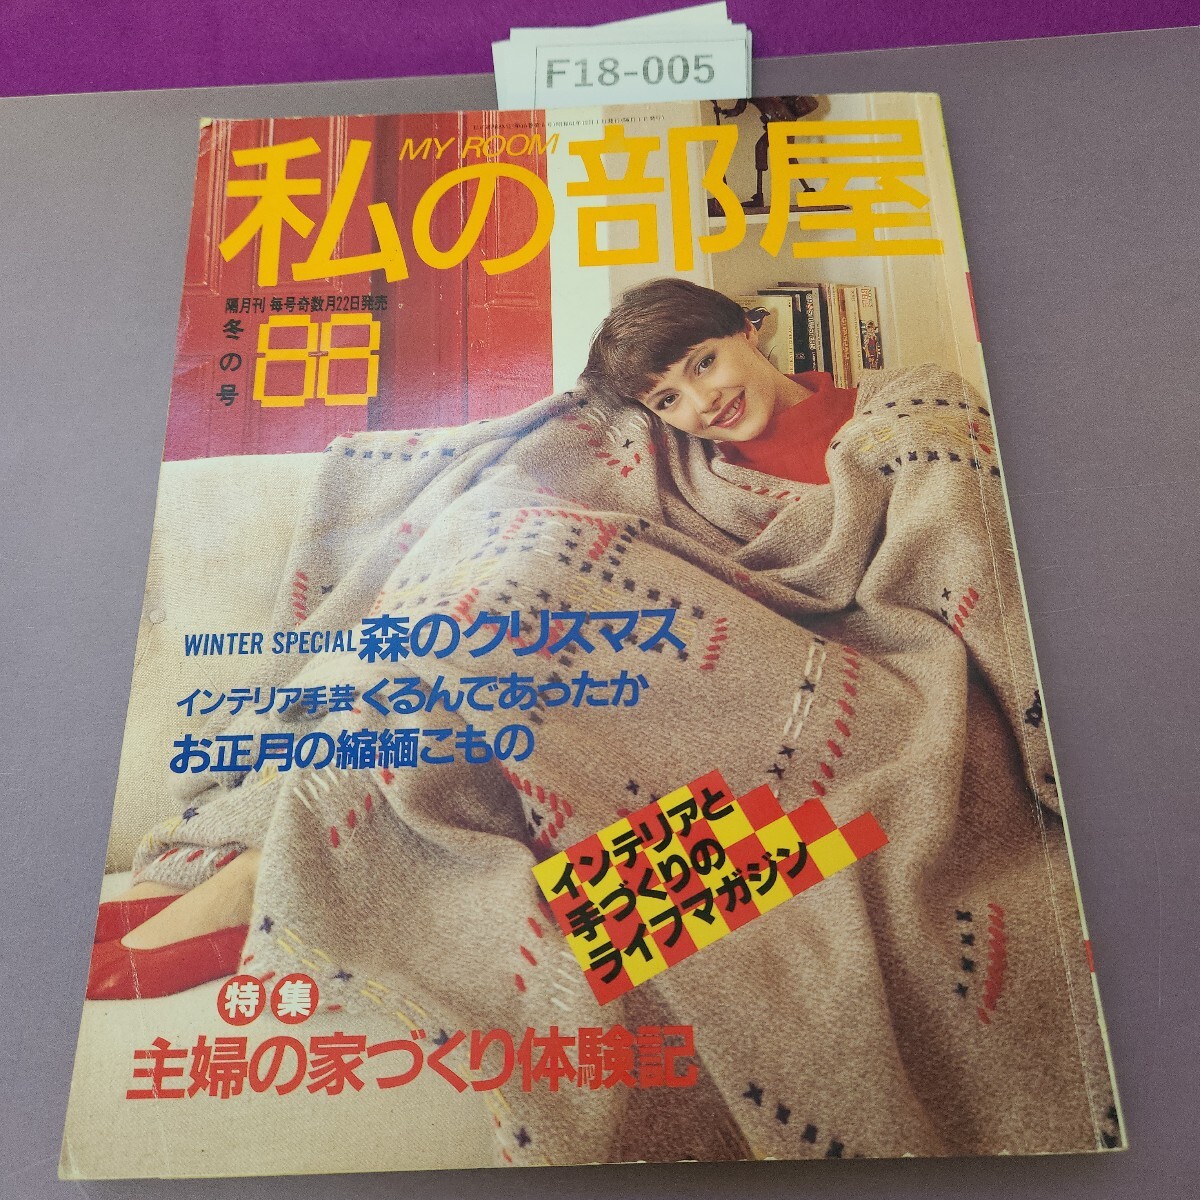 F18-005
MY ROOM
私の部屋
隔月刊 毎号奇数月22日発売
冬の号
88
WINTER SPECIAL 森のクリスマス
インテリア手芸 くるんであったか
お正月の縮緬こもの
インテリアと
手づくりの
ライフマガジン
特集
主婦の家づくり体験記